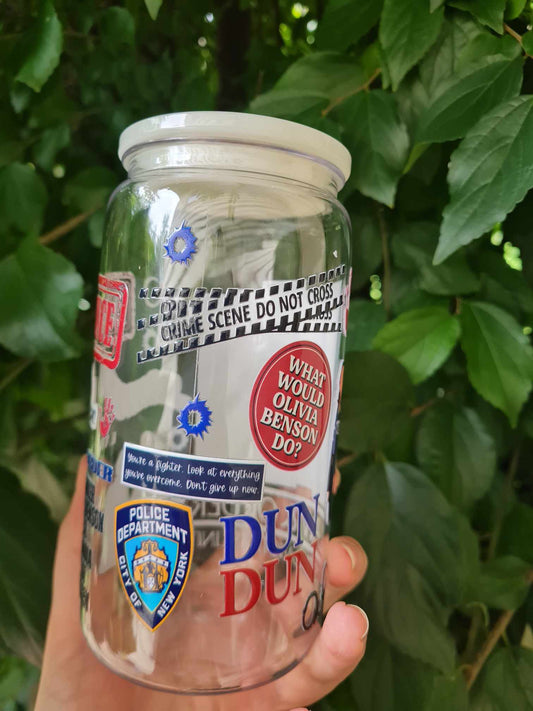 CRIME SCENE DO NOT CROSS
WHAT
WOULD
OLIVIA
BENSON
DO?
You're a fighter. Look at everything
you've overcome. Don't give up now.
POLICE
DEPARTMENT
CITY OF NEW YORK
DUN
DUN